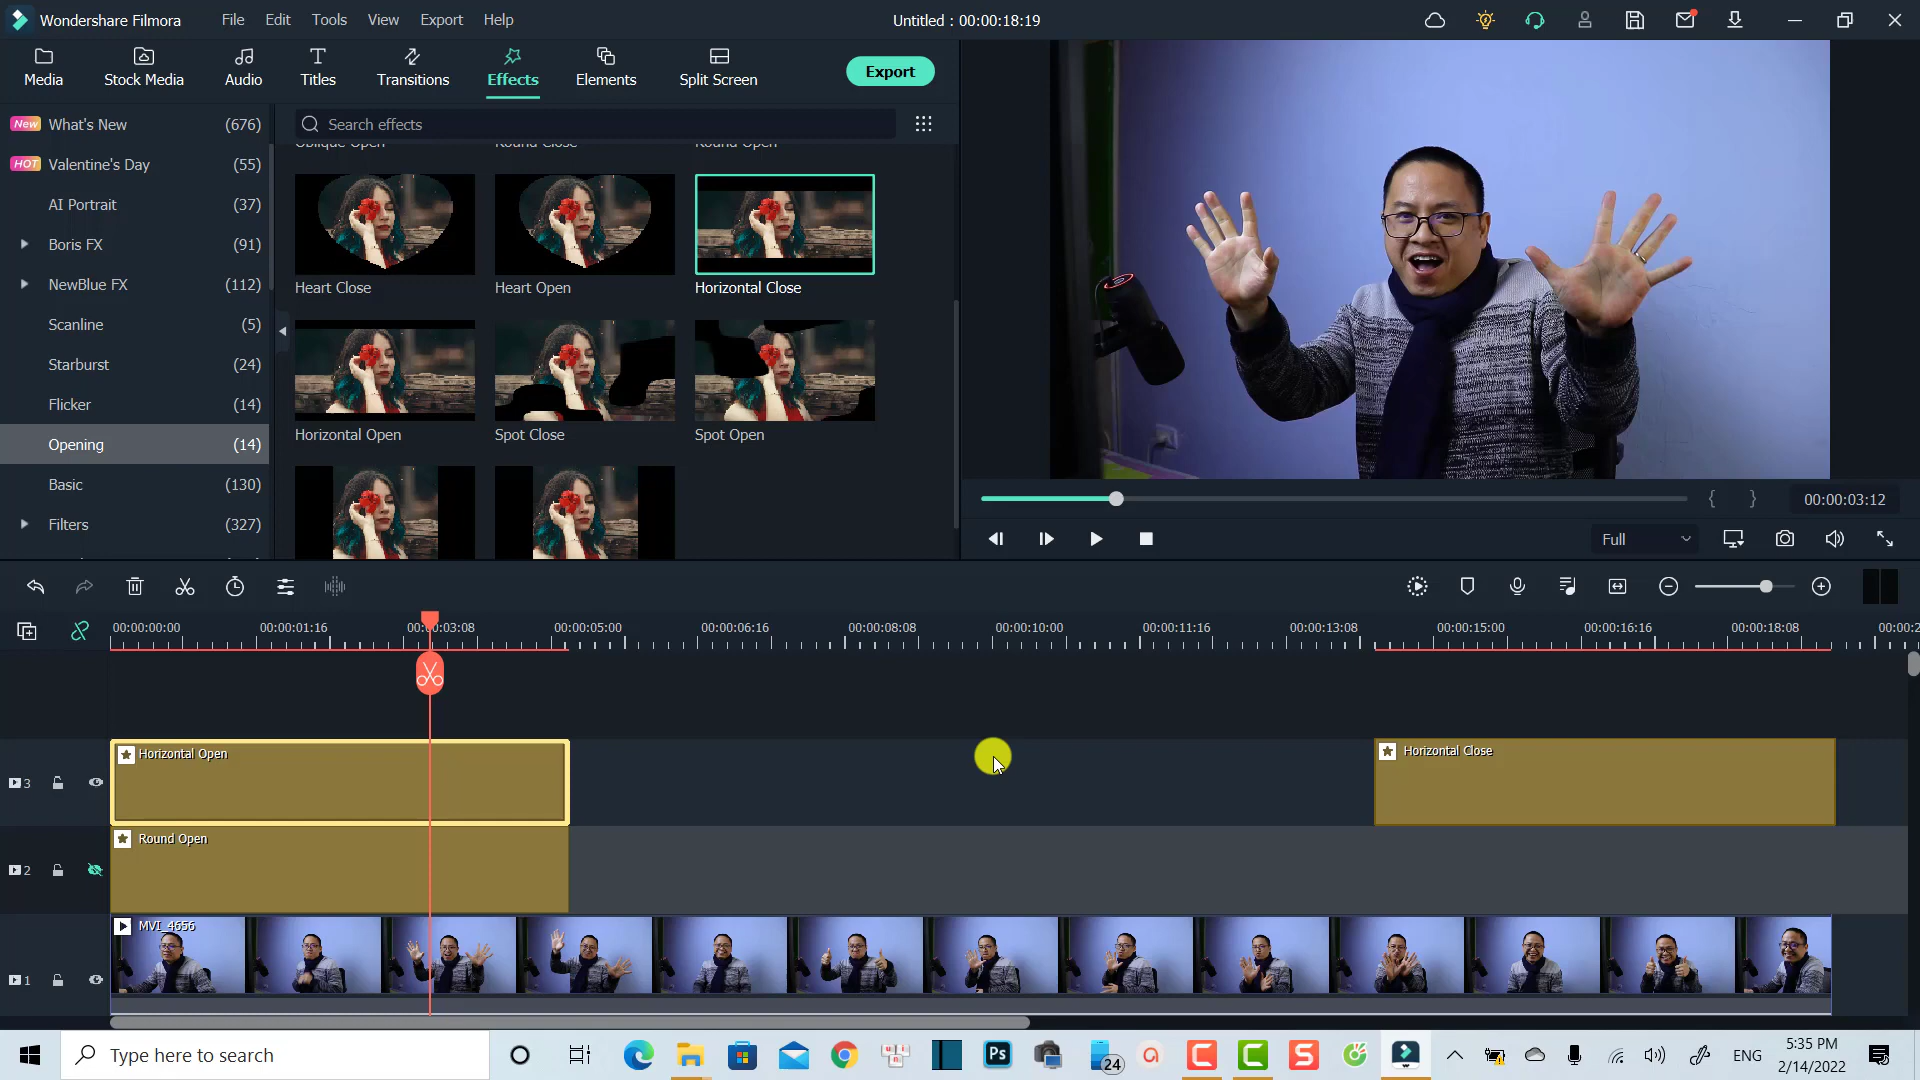 Wondershare Filmora
File
Edit
Tools
View
Export
Help
Untitled : 00:00:18:19
Media
Stock Media
Audio
Titles
Transitions
Effects
Elements
Split Screen
Export
New What's New (676)
HOT Valentine's Day (55)
AI Portrait (37)
Boris FX (91)
NewBlue FX (112)
Scanline (5)
Starburst (24)
Flicker (14)
Opening (14)
Basic (130)
Filters (327)
Search effects
Oblique Open
Round Close
Round Open
Heart Close
Heart Open
Horizontal Close
Horizontal Open
Spot Close
Spot Open
00:00:03:12
Full
00:00:00:00
00:00:01:16
00:00:03:08
00:00:05:00
00:00:06:16
00:00:08:08
00:00:10:00
00:00:11:16
00:00:13:08
00:00:15:00
00:00:16:16
00:00:18:08
00:00:2
3
Horizontal Open
Horizontal Close
2
Round Open
1
MVI_4656
Type here to search
Ps
24
ENG
5:35 PM
2/14/2022